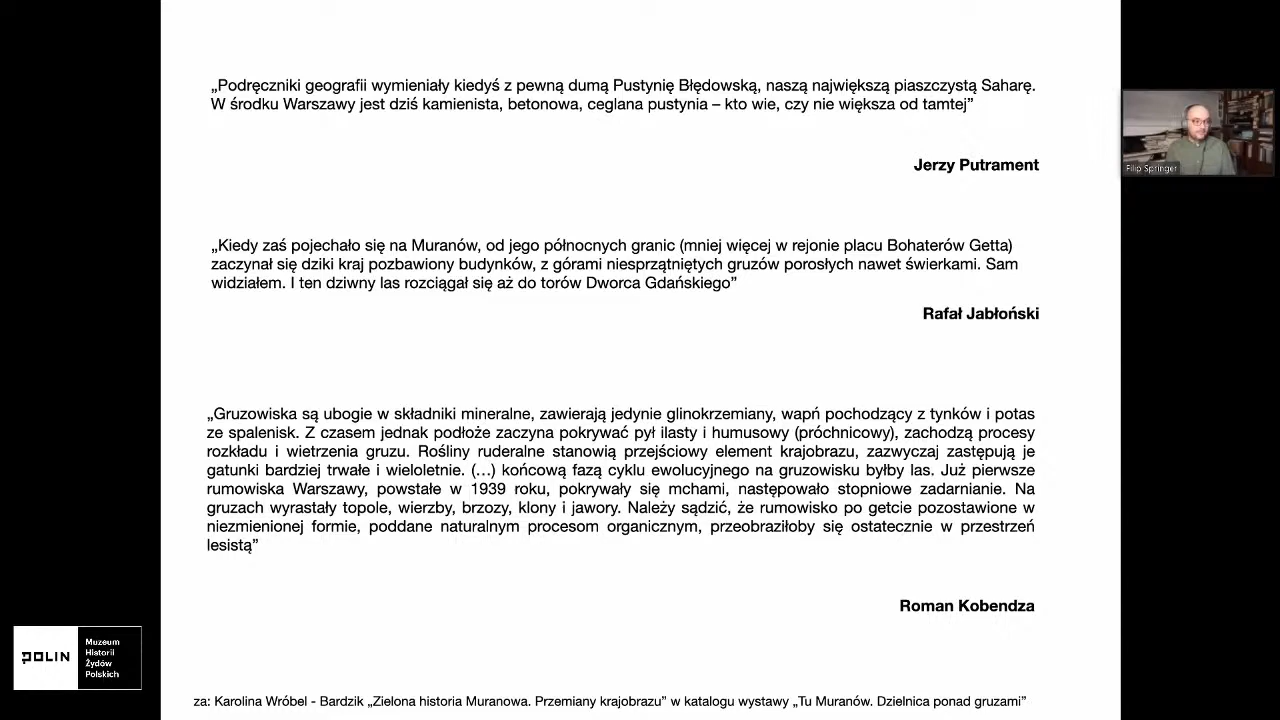 „Podręczniki geografii wymieniały kiedyś z pewną dumą Pustynię Błędowską, naszą największą piaszczystą Saharę.
W środku Warszawy jest dziś kamienista, betonowa, ceglana pustynia – kto wie, czy nie większa od tamtej”
Jerzy Putrament
Filip Springer
„Kiedy zaś pojechało się na Muranów, od jego północnych granic (mniej więcej w rejonie placu Bohaterów Getta)
zaczynał się dziki kraj pozbawiony budynków, z górami niesprzątniętych gruzów porosłych nawet świerkami. Sam
widziałem. I ten dziwny las rozciągał się aż do torów Dworca Gdańskiego”
Rafał Jabłoński
„Gruzowiska są ubogie w składniki mineralne, zawierają jedynie glinokrzemiany, wapń pochodzący z tynków i potas
ze spalenisk. Z czasem jednak podłoże zaczyna pokrywać pył ilasty i humusowy (próchnicowy), zachodzą procesy
rozkładu i wietrzenia gruzu. Rośliny ruderalne stanowią przejściowy element krajobrazu, zazwyczaj zastępują je
gatunki bardziej trwałe i wieloletnie. (…) końcową fazą cyklu ewolucyjnego na gruzowisku byłby las. Już pierwsze
rumowiska Warszawy, powstałe w 1939 roku, pokrywały się mchami, następowało stopniowe zadarnianie. Na
gruzach wyrastały topole, wierzby, brzozy, klony i jawory. Należy sądzić, że rumowisko po getcie pozostawione w
niezmienionej formie, poddane naturalnym procesom organicznym, przeobraziłoby się ostatecznie w przestrzeń
lesistą”
Roman Kobendza
POLIN
Muzeum
Historii
Żydów
Polskich
za: Karolina Wróbel - Bardzik „Zielona historia Muranowa. Przemiany krajobrazu” w katalogu wystawy „Tu Muranów. Dzielnica ponad gruzami”